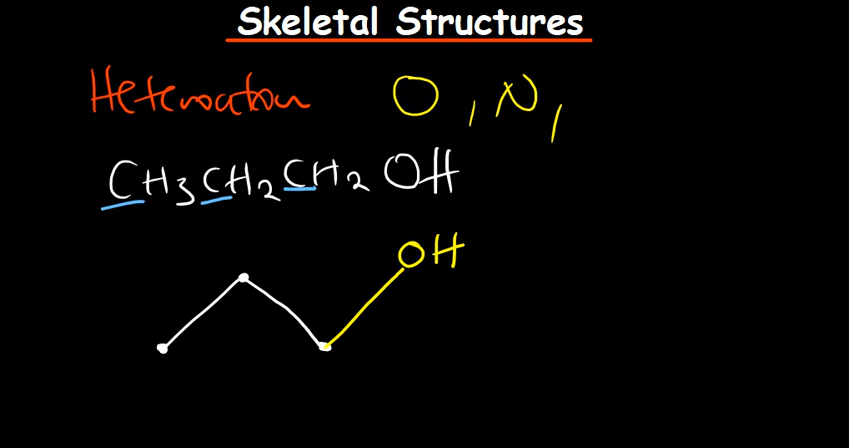 Skeletal Structures
Heteroatom O, N,
CH3CH2CH2OH
OH